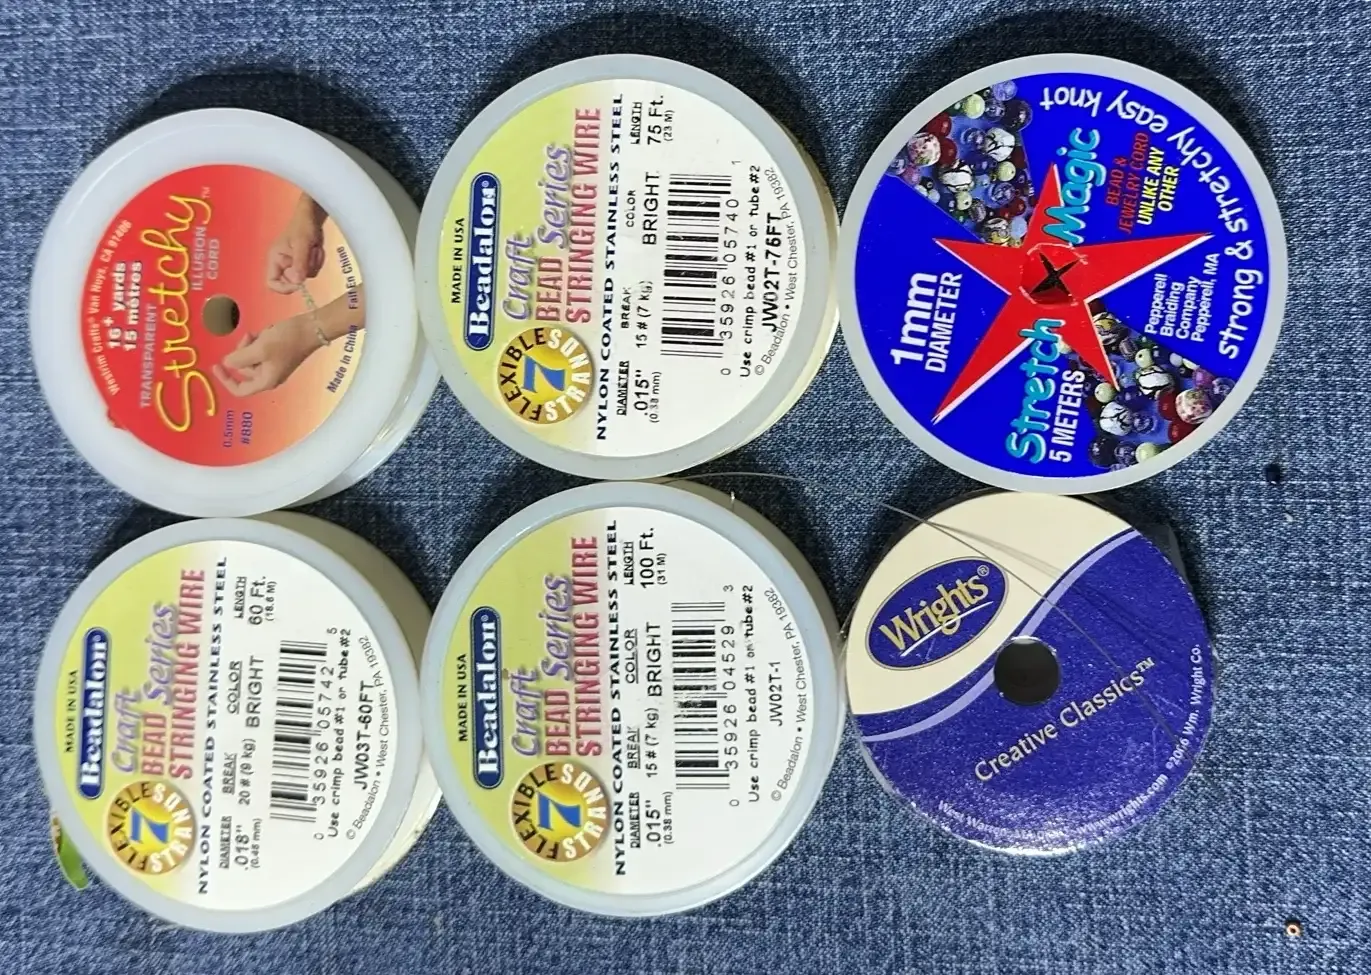 Westrim Crafts Van Nuys, CA 91406
16+ yards
15 mètres
TRANSPARENT
Stretchy™
ILLUSION
CORD
0.5mm
#880
Made In China Fait En Chine
MADE IN USA
Beadalon®
Craft
BEAD Series
STRINGING WIRE
FLEXIBLE
7
STRAND
NYLON COATED STAINLESS STEEL
DIAMETER BREAK COLOR LENGTH
.015" 15 # (7 kg) BRIGHT 75 Ft.
(0.38 mm) (23 M)
0 35926 05740 1
Use crimp bead #1 or tube #2
JW02T-75FT
© Beadalon • West Chester, PA 19382
1mm
DIAMETER
Stretch Magic
5 METERS
BEAD &
JEWELRY CORD
UNLIKE ANY
OTHER
Pepperell
Braiding
Company
Pepperell, MA
strong & stretchy easy knot
MADE IN USA
Beadalon®
Craft
BEAD Series
STRINGING WIRE
FLEXIBLE
7
STRAND
NYLON COATED STAINLESS STEEL
DIAMETER BREAK COLOR LENGTH
.018" 20 # (9 kg) BRIGHT 60 Ft.
(0.48 mm) (18.6 M)
0 35926 05742 5
Use crimp bead #1 or tube #2
JW03T-60FT
© Beadalon • West Chester, PA 19382
MADE IN USA
Beadalon®
Craft
BEAD Series
STRINGING WIRE
FLEXIBLE
7
STRAND
NYLON COATED STAINLESS STEEL
DIAMETER BREAK COLOR LENGTH
.015" 15 # (7 kg) BRIGHT 100 Ft.
(0.38 mm) (31 M)
0 35926 04529 3
Use crimp bead #1 or tube #2
JW02T-1
© Beadalon • West Chester, PA 19382
Wrights®
Creative Classics™
Wm. Wright Co.